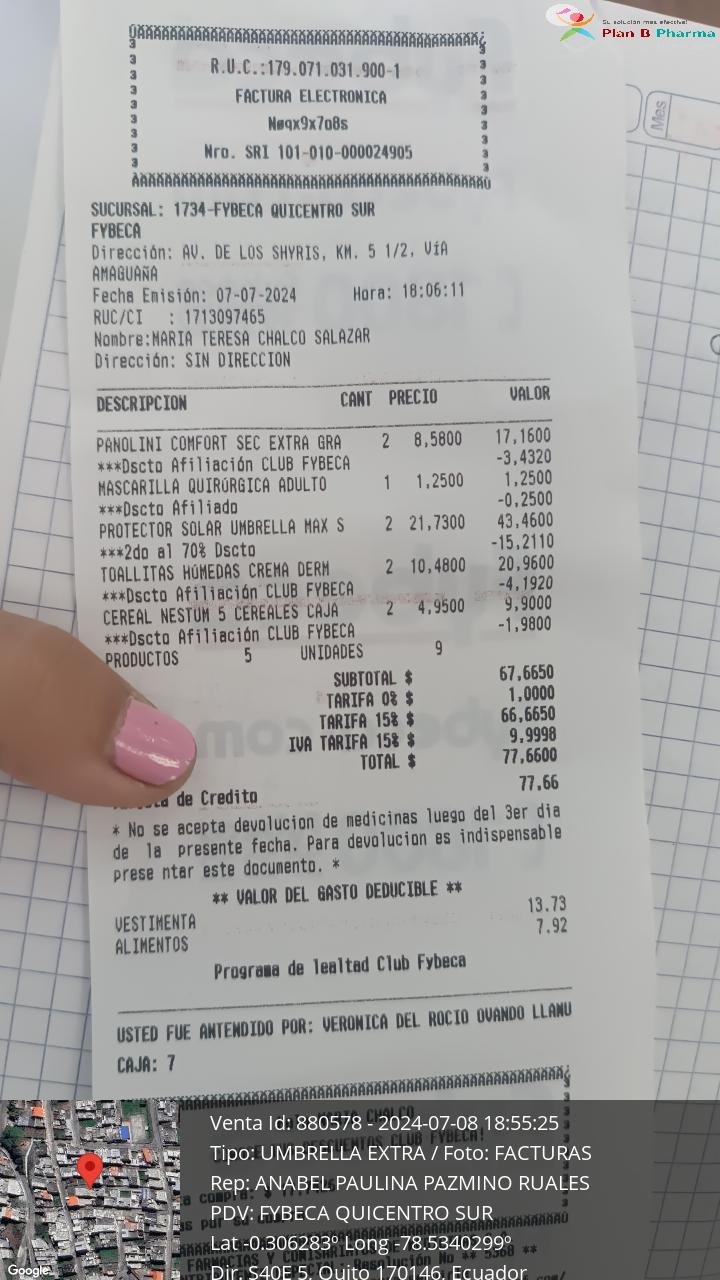 Su solución más efectiva!
Plan B Pharma
Mes
R.U.C.:179.071.031.900-1
FACTURA ELECTRONICA
Nøqx9x7o8s
Nro. SRI 101-010-000024905
SUCURSAL: 1734-FYBECA QUICENTRO SUR
FYBECA
Dirección: AV. DE LOS SHYRIS, KM. 5 1/2, VíA
AMAGUAñA
Fecha Emisión: 07-07-2024 Hora: 18:06:11
RUC/CI : 1713097465
Nombre:MARIA TERESA CHALCO SALAZAR
Dirección: SIN DIRECCION
DESCRIPCION CANT PRECIO VALOR
PANOLINI COMFORT SEC EXTRA GRA 2 8,5800 17,1600
***Dscto Afiliación CLUB FYBECA -3,4320
MASCARILLA QUIRÚRGICA ADULTO 1 1,2500 1,2500
***Dscto Afiliado -0,2500
PROTECTOR SOLAR UMBRELLA MAX S 2 21,7300 43,4600
***2do al 70% Dscto -15,2110
TOALLITAS HÚMEDAS CREMA DERM 2 10,4800 20,9600
***Dscto Afiliación CLUB FYBECA -4,1920
CEREAL NESTUM 5 CEREALES CAJA 2 4,9500 9,9000
***Dscto Afiliación CLUB FYBECA -1,9800
PRODUCTOS 5 UNIDADES 9
SUBTOTAL $ 67,6650
TARIFA 0% $ 1,0000
TARIFA 15% $ 66,6650
IVA TARIFA 15% $ 9,9998
TOTAL $ 77,6600
de Credito 77.66
* No se acepta devolucion de medicinas luego del 3er dia
de la presente fecha. Para devolucion es indispensable
prese ntar este documento. *
** VALOR DEL GASTO DEDUCIBLE **
VESTIMENTA 13.73
ALIMENTOS 7.92
Programa de lealtad Club Fybeca
USTED FUE ANTENDIDO POR: VERONICA DEL ROCIO OVANDO LLANU
CAJA: 7
Venta Id: 880578 - 2024-07-08 18:55:25
Tipo: UMBRELLA EXTRA / Foto: FACTURAS
Rep: ANABEL PAULINA PAZMINO RUALES
PDV: FYBECA QUICENTRO SUR
Lat -0.306283º Long -78.5340299º
Dir. S40E 5, Quito 170146, Ecuador
Google